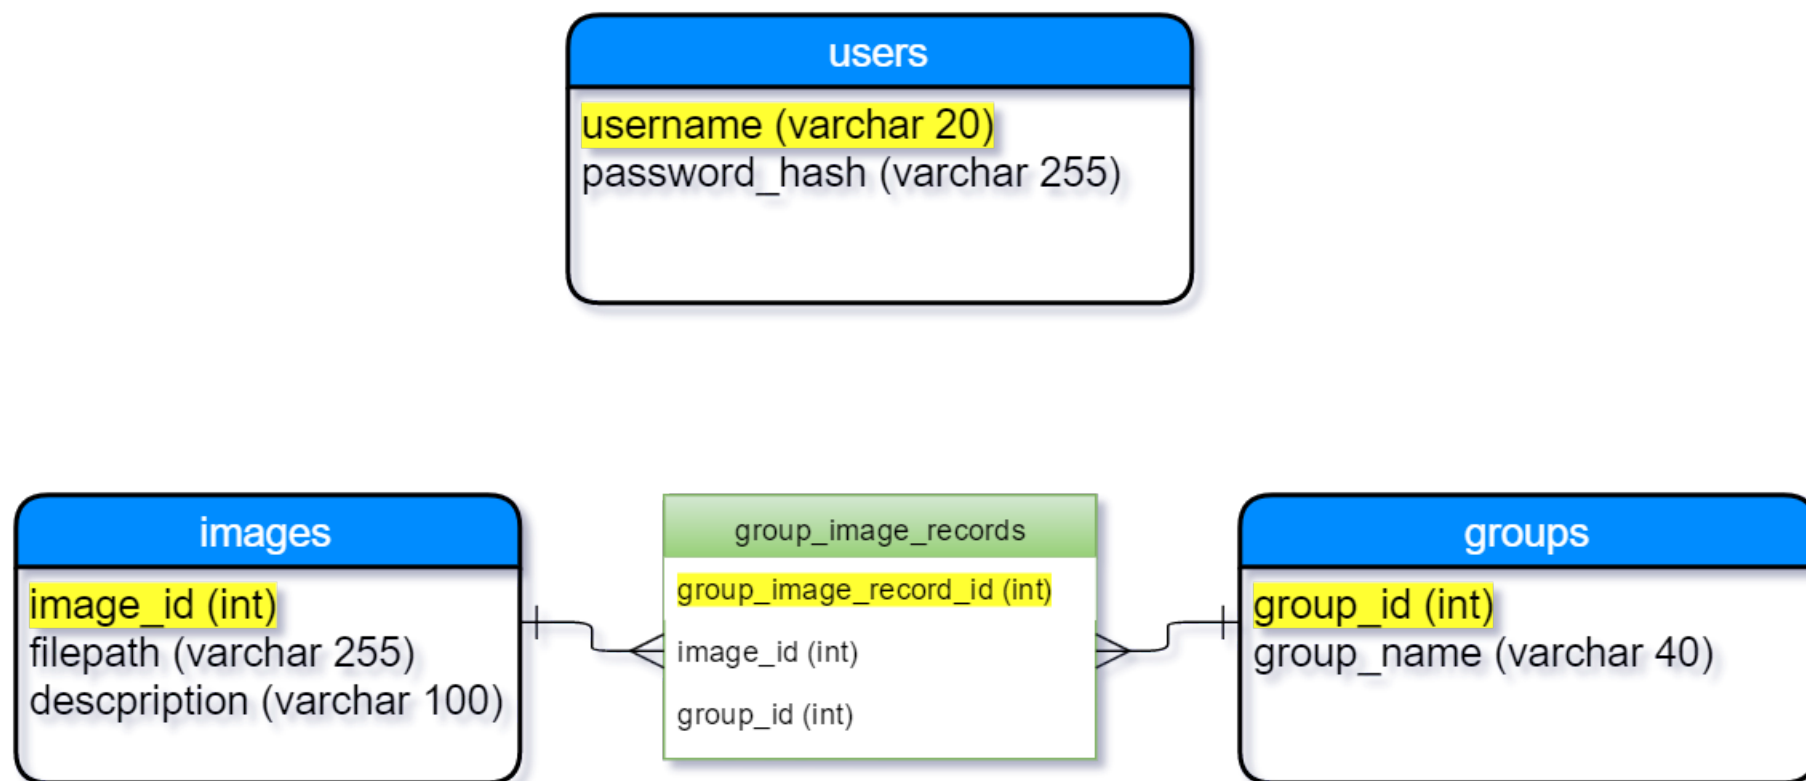 users
username (varchar 20)
password_hash (varchar 255)
images
image_id (int)
filepath (varchar 255)
descpription (varchar 100)
group_image_records
group_image_record_id (int)
image_id (int)
group_id (int)
groups
group_id (int)
group_name (varchar 40)